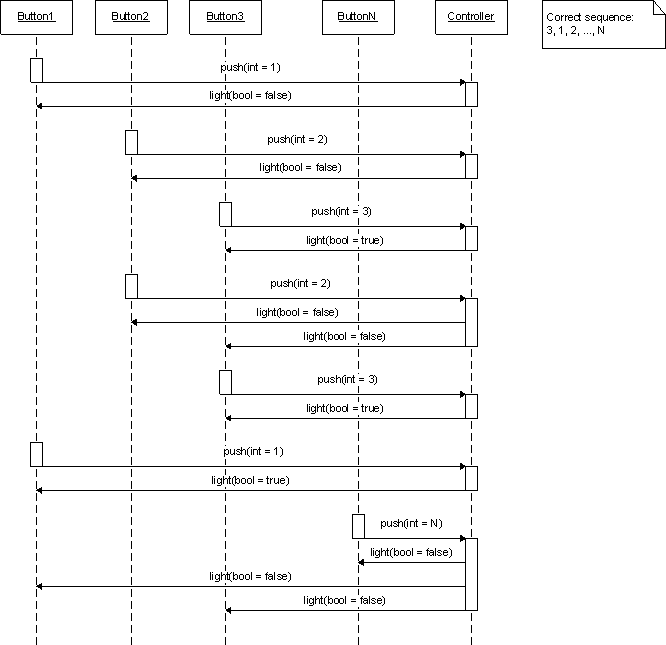 Button1
Button2
Button3
ButtonN
Controller
Correct sequence:
3, 1, 2, ..., N
push(int = 1)
light(bool = false)
push(int = 2)
light(bool = false)
push(int = 3)
light(bool = true)
push(int = 2)
light(bool = false)
light(bool = false)
push(int = 3)
light(bool = true)
push(int = 1)
light(bool = true)
push(int = N)
light(bool = false)
light(bool = false)
light(bool = false)